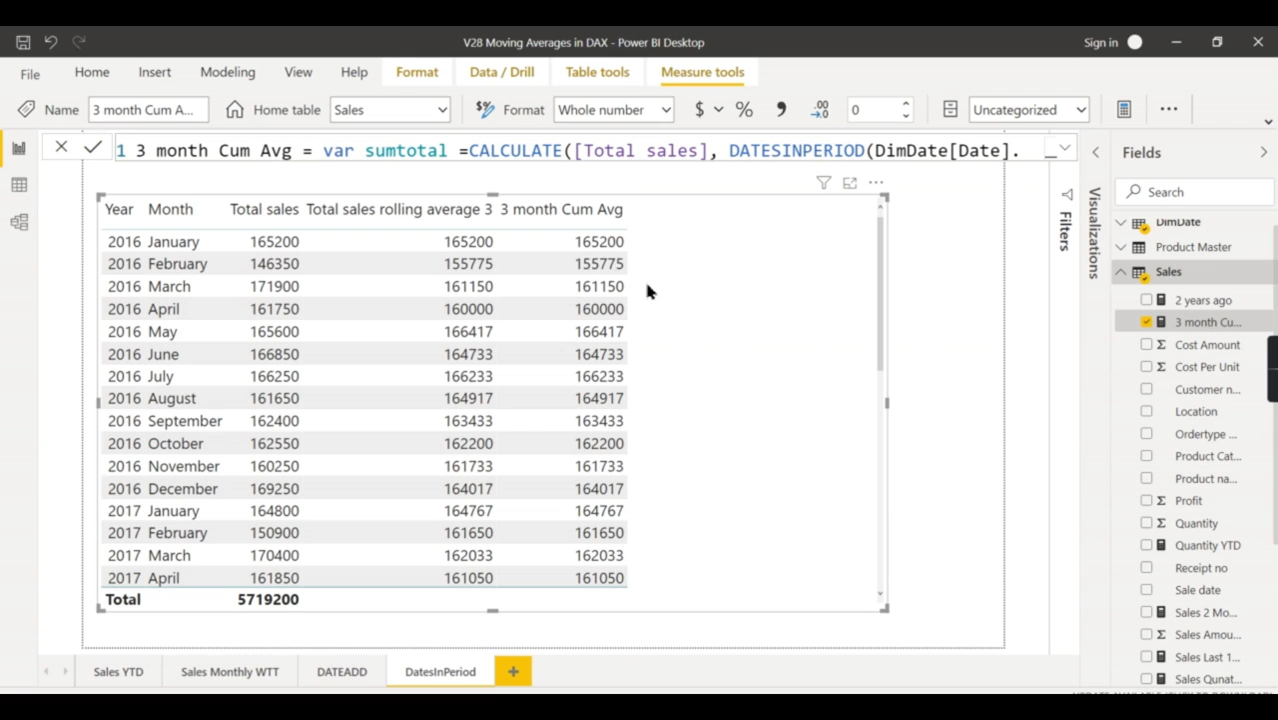 V28 Moving Averages in DAX - Power BI Desktop
Sign in
File Home Insert Modeling View Help Format Data / Drill Table tools Measure tools
Name 3 month Cum A... Home table Sales Format Whole number $ % 9 .00 0 Uncategorized ...
1 3 month Cum Avg = var sumtotal =CALCULATE([Total sales], DATESINPERIOD(DimDate[Date].
Fields
Search
Filters
Visualizations
Year Month Total sales Total sales rolling average 3 3 month Cum Avg
2016 January 165200 165200 165200
2016 February 146350 155775 155775
2016 March 171900 161150 161150
2016 April 161750 160000 160000
2016 May 165600 166417 166417
2016 June 166850 164733 164733
2016 July 166250 166233 166233
2016 August 161650 164917 164917
2016 September 162400 163433 163433
2016 October 162550 162200 162200
2016 November 160250 161733 161733
2016 December 169250 164017 164017
2017 January 164800 164767 164767
2017 February 150900 161650 161650
2017 March 170400 162033 162033
2017 April 161850 161050 161050
Total 5719200
DimDate
Product Master
Sales
2 years ago
3 month Cu...
Σ Cost Amount
Σ Cost Per Unit
Customer n...
Location
Ordertype ...
Product Cat...
Product na...
Σ Profit
Σ Quantity
Quantity YTD
Receipt no
Sale date
Sales 2 Mo...
Σ Sales Amou...
Sales Last 1...
Sales Qunat...
Sales YTD Sales Monthly WTT DATEADD DatesInPeriod +